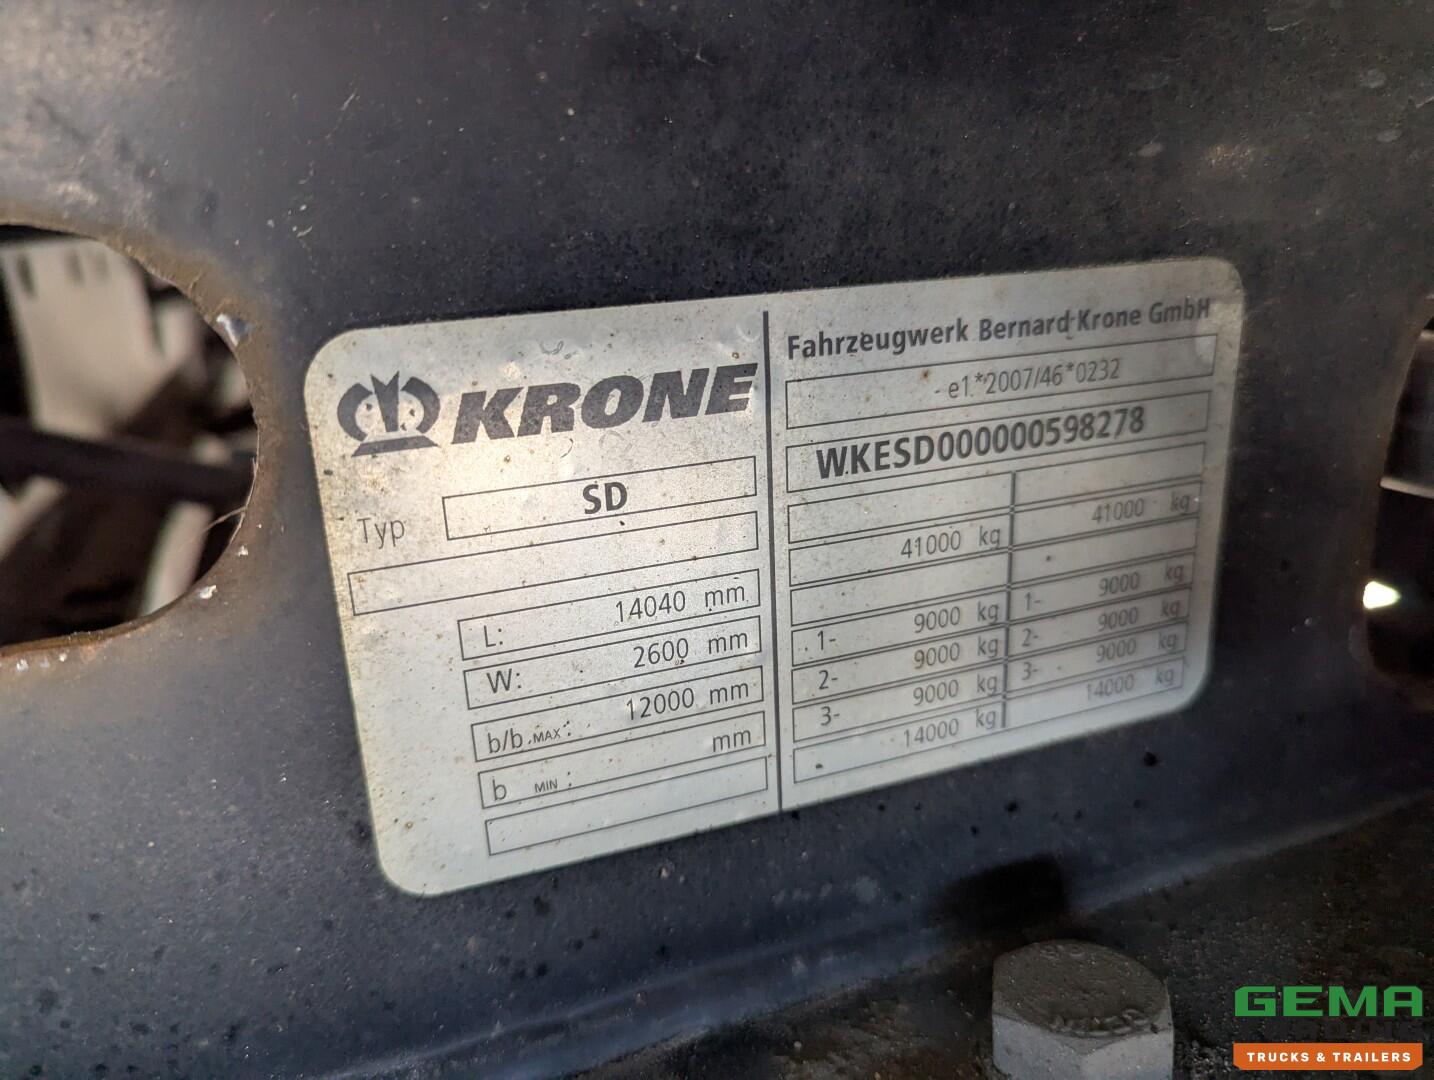 KRONE
Typ SD
L: 14040 mm
W: 2600 mm
b/b MAX: 12000 mm
b MIN: mm
Fahrzeugwerk Bernard Krone GmbH
e1*2007/46*0232
WKESD000000598278
41000 kg 41000 kg
1- 9000 kg 1- 9000 kg
2- 9000 kg 2- 9000 kg
3- 9000 kg 3- 9000 kg
14000 kg 14000 kg
GEMA
TRUCKS & TRAILERS